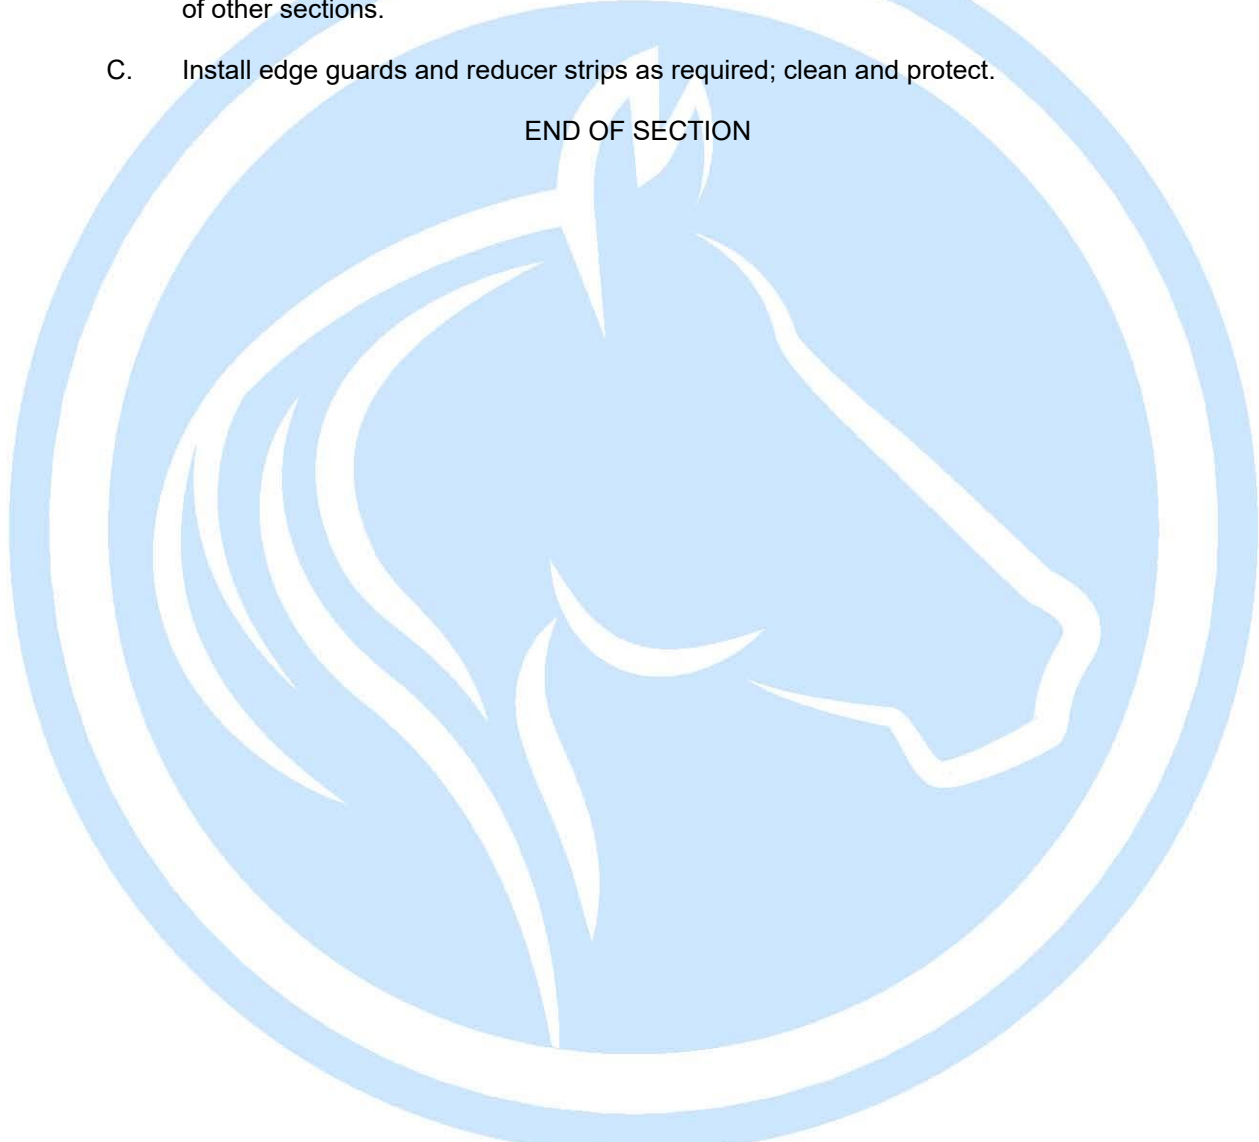 of other sections.
C. Install edge guards and reducer strips as required; clean and protect.
END OF SECTION